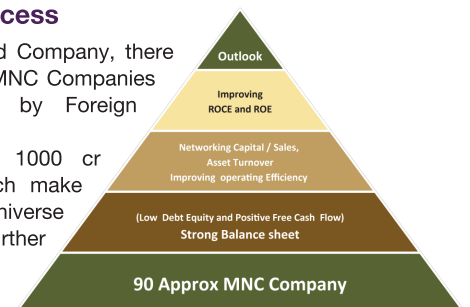 cess
d Company, there
MNC Companies
by Foreign
1000 cr
ch make
niverse
rther
Outlook
Improving
ROCE and ROE
Networking Capital / Sales,
Asset Turnover
Improving operating Efficiency
(Low Debt Equity and Positive Free Cash Flow)
Strong Balance sheet
90 Approx MNC Company